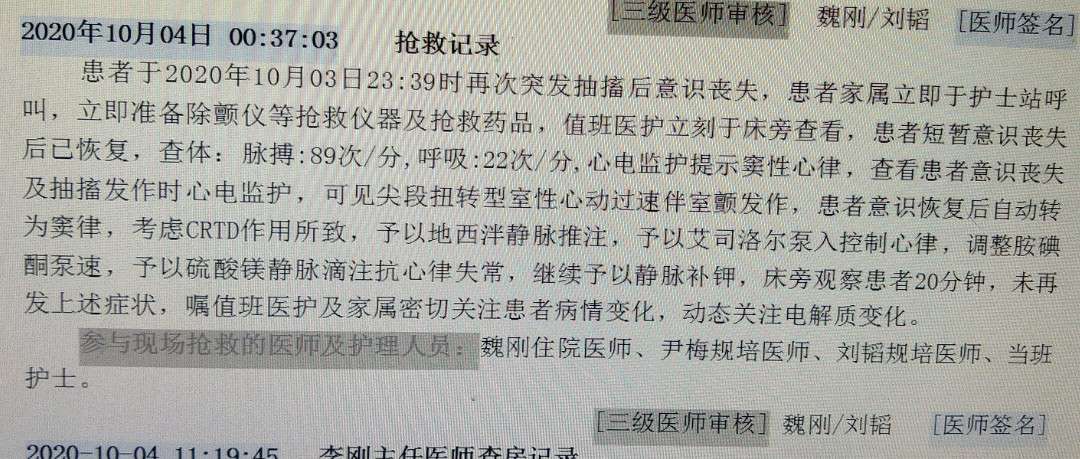 [三级医师审核] 魏刚/刘韬 [医师签名]
2020年10月04日 00:37:03 抢救记录
患者于2020年10月03日23:39时再次突发抽搐后意识丧失，患者家属立即于护士站呼
叫，立即准备除颤仪等抢救仪器及抢救药品，值班医护立刻于床旁查看，患者短暂意识丧失
后已恢复，查体：脉搏:89次/分,呼吸:22次/分,心电监护提示窦性心律，查看患者意识丧失
及抽搐发作时心电监护，可见尖段扭转型室性心动过速伴室颤发作，患者意识恢复后自动转
为窦律，考虑CRTD作用所致，予以地西泮静脉推注，予以艾司洛尔泵入控制心律，调整胺碘
酮泵速，予以硫酸镁静脉滴注抗心律失常，继续予以静脉补钾，床旁观察患者20分钟，未再
发上述症状，嘱值班医护及家属密切关注患者病情变化，动态关注电解质变化。
参与现场抢救的医师及护理人员：魏刚住院医师、尹梅规培医师、刘韬规培医师、当班
护士。
[三级医师审核] 魏刚/刘韬 [医师签名]
2020-10-04 11:19:45 李刚主任医师查房记录